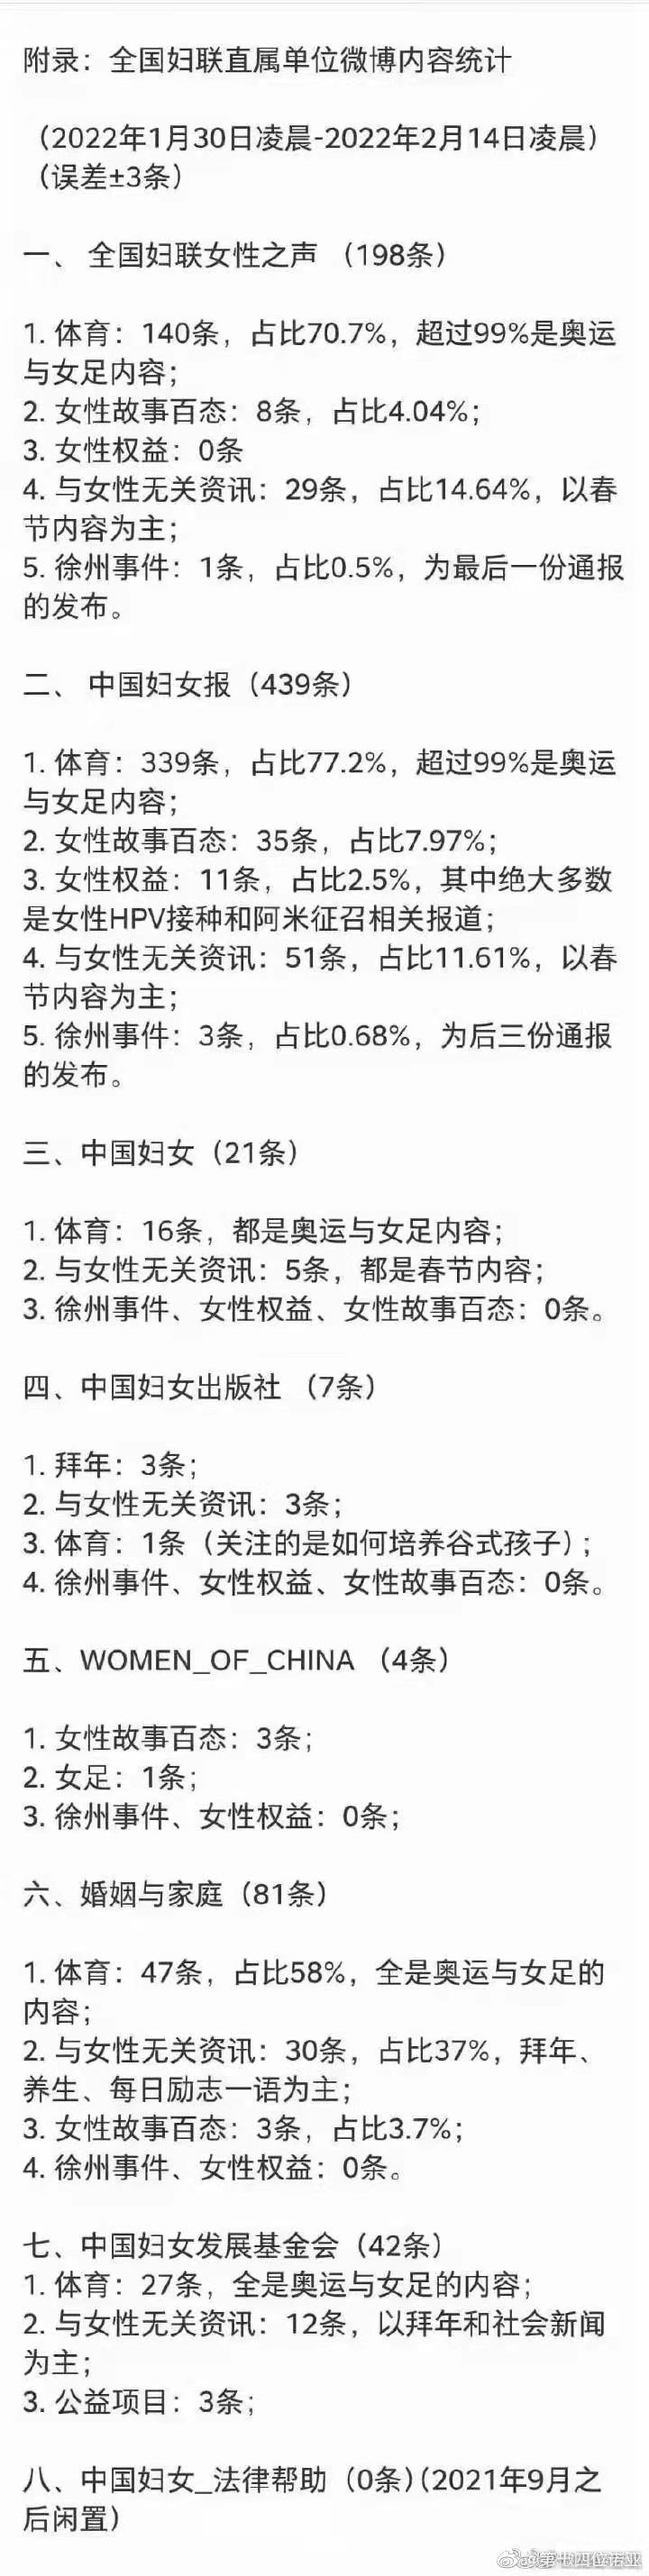 附录：全国妇联直属单位微博内容统计
（2022年1月30日凌晨-2022年2月14日凌晨）
（误差±3条）
一、 全国妇联女性之声 （198条）
1. 体育：140条，占比70.7%，超过99%是奥运
与女足内容；
2. 女性故事百态：8条，占比4.04%；
3. 女性权益：0条
4. 与女性无关资讯：29条，占比14.64%，以春
节内容为主；
5. 徐州事件：1条，占比0.5%，为最后一份通报
的发布。
二、 中国妇女报（439条）
1. 体育：339条，占比77.2%，超过99%是奥运
与女足内容；
2. 女性故事百态：35条，占比7.97%；
3. 女性权益：11条，占比2.5%，其中绝大多数
是女性HPV接种和阿米征召相关报道；
4. 与女性无关资讯：51条，占比11.61%，以春
节内容为主；
5. 徐州事件：3条，占比0.68%，为后三份通报
的发布。
三、中国妇女（21条）
1. 体育：16条，都是奥运与女足内容；
2. 与女性无关资讯：5条，都是春节内容；
3. 徐州事件、女性权益、女性故事百态：0条。
四、中国妇女出版社 （7条）
1. 拜年：3条；
2. 与女性无关资讯：3条；
3. 体育：1条（关注的是如何培养谷式孩子）；
4. 徐州事件、女性权益、女性故事百态：0条。
五、WOMEN_OF_CHINA （4条）
1. 女性故事百态：3条；
2. 女足：1条；
3. 徐州事件、女性权益：0条；
六、婚姻与家庭（81条）
1. 体育：47条，占比58%，全是奥运与女足的
内容；
2. 与女性无关资讯：30条，占比37%，拜年、
养生、每日励志一语为主；
3. 女性故事百态：3条，占比3.7%；
4. 徐州事件、女性权益：0条。
七、中国妇女发展基金会（42条）
1. 体育：27条，全是奥运与女足的内容；
2. 与女性无关资讯：12条，以拜年和社会新闻
为主；
3. 公益项目：3条；
八、中国妇女_法律帮助（0条）（2021年9月之
后闲置）